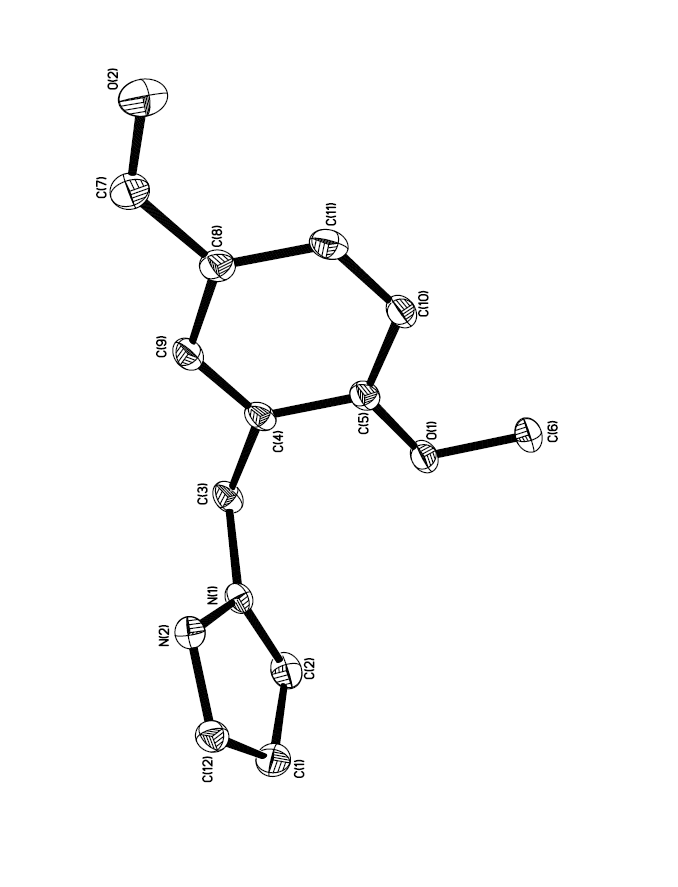 O(2)
C(7)
C(8)
C(11)
C(10)
C(9)
C(5)
C(4)
O(1)
C(6)
C(3)
N(1)
N(2)
C(2)
C(12)
C(1)